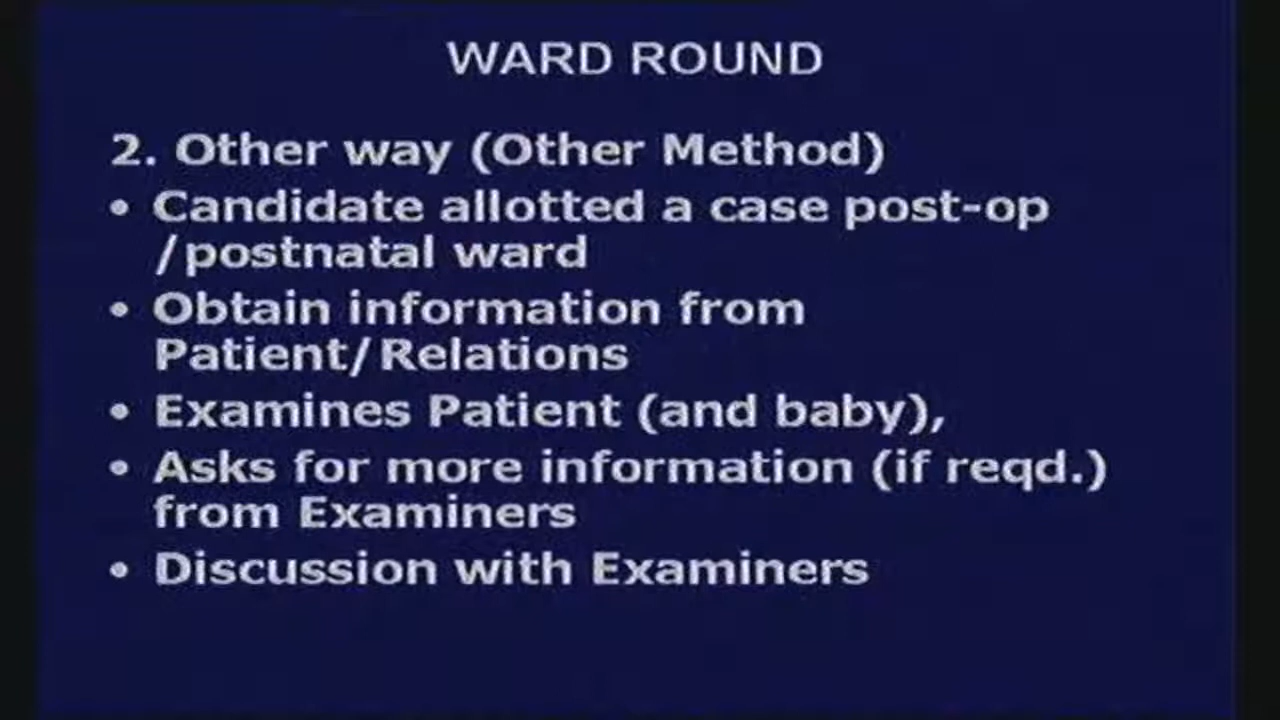 WARD ROUND
2. Other way (Other Method)
• Candidate allotted a case post-op
/postnatal ward
• Obtain information from
Patient/Relations
• Examines Patient (and baby),
• Asks for more information (if reqd.)
from Examiners
• Discussion with Examiners